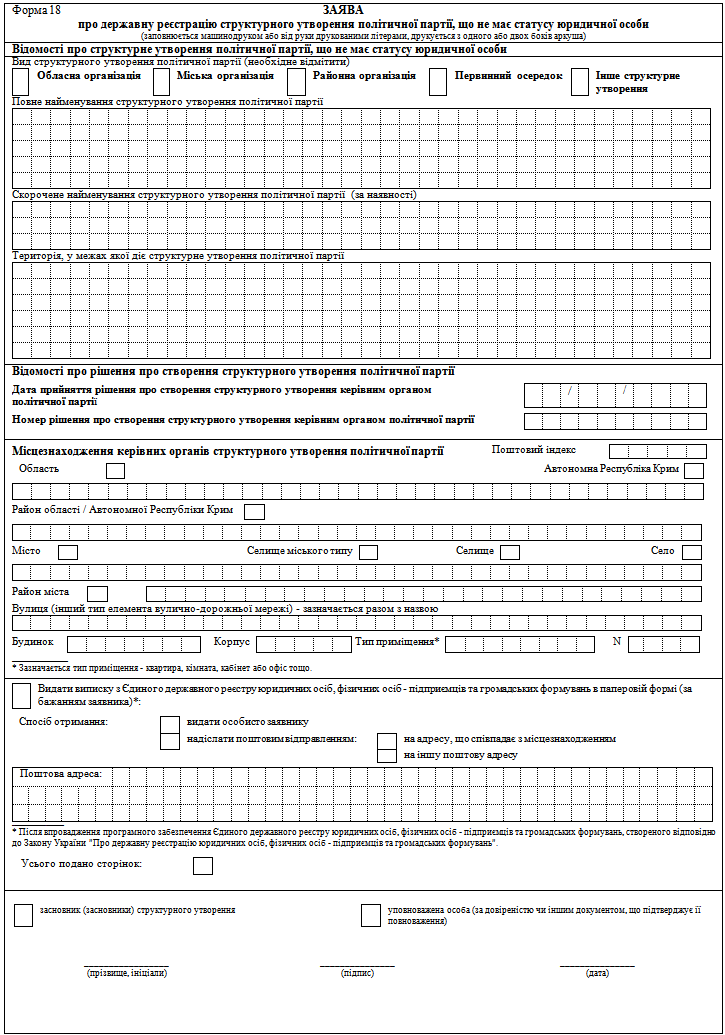 Форма 18
ЗАЯВА
про державну реєстрацію структурного утворення політичної партії, що не має статусу юридичної особи
(заповнюється машинодруком або від руки друкованими літерами, друкується з одного або двох боків аркуша)
Відомості про структурне утворення політичної партії, що не має статусу юридичної особи
Вид структурного утворення політичної партії (необхідне відмітити)
Обласна організація Міська організація Районна організація Первинний осередок Інше структурне
утворення
Повне найменування структурного утворення політичної партії
Скорочене найменування структурного утворення політичної партії (за наявності)
Територія, у межах якої діє структурне утворення політичної партії
Відомості про рішення про створення структурного утворення політичної партії
Дата прийняття рішення про створення структурного утворення керівним органом
політичної партії
/ /
Номер рішення про створення структурного утворення керівним органом політичної партії
Місцезнаходження керівних органів структурного утворення політичної партії Поштовий індекс
Область Автономна Республіка Крим
Район області / Автономної Республіки Крим
Місто Селище міського типу Селище Село
Район міста
Вулиця (інший тип елемента вулично-дорожньої мережі) - зазначається разом з назвою
Будинок Корпус Тип приміщення* N
* Зазначається тип приміщення - квартира, кімната, кабінет або офіс тощо.
Видати виписку з Єдиного державного реєстру юридичних осіб, фізичних осіб - підприємців та громадських формувань в паперовій формі (за
бажанням заявника)*:
Спосіб отримання: видати особисто заявнику
надіслати поштовим відправленням: на адресу, що співпадає з місцезнаходженням
на іншу поштову адресу
Поштова адреса:
* Після впровадження програмного забезпечення Єдиного державного реєстру юридичних осіб, фізичних осіб - підприємців та громадських формувань, створеного відповідно
до Закону України "Про державну реєстрацію юридичних осіб, фізичних осіб - підприємців та громадських формувань".
Усього подано сторінок:
засновник (засновники) структурного утворення уповноважена особа (за довіреністю чи іншим документом, що підтверджує її
повноваження)
(прізвище, ініціали) (підпис) (дата)